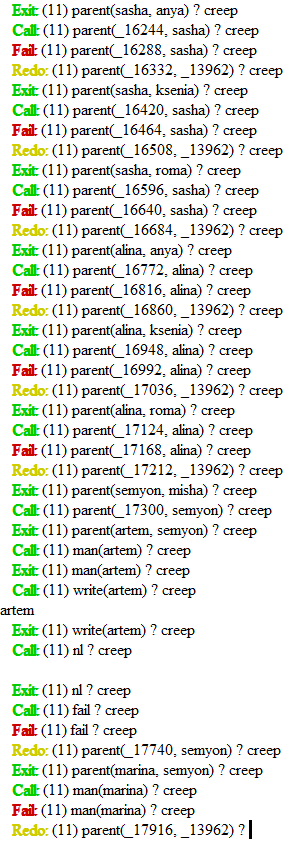 Exit: (11) parent(sasha, anya) ? creep
Call: (11) parent(_16244, sasha) ? creep
Fail: (11) parent(_16288, sasha) ? creep
Redo: (11) parent(_16332, _13962) ? creep
Exit: (11) parent(sasha, ksenia) ? creep
Call: (11) parent(_16420, sasha) ? creep
Fail: (11) parent(_16464, sasha) ? creep
Redo: (11) parent(_16508, _13962) ? creep
Exit: (11) parent(sasha, roma) ? creep
Call: (11) parent(_16596, sasha) ? creep
Fail: (11) parent(_16640, sasha) ? creep
Redo: (11) parent(_16684, _13962) ? creep
Exit: (11) parent(alina, anya) ? creep
Call: (11) parent(_16772, alina) ? creep
Fail: (11) parent(_16816, alina) ? creep
Redo: (11) parent(_16860, _13962) ? creep
Exit: (11) parent(alina, ksenia) ? creep
Call: (11) parent(_16948, alina) ? creep
Fail: (11) parent(_16992, alina) ? creep
Redo: (11) parent(_17036, _13962) ? creep
Exit: (11) parent(alina, roma) ? creep
Call: (11) parent(_17124, alina) ? creep
Fail: (11) parent(_17168, alina) ? creep
Redo: (11) parent(_17212, _13962) ? creep
Exit: (11) parent(semyon, misha) ? creep
Call: (11) parent(_17300, semyon) ? creep
Exit: (11) parent(artem, semyon) ? creep
Call: (11) man(artem) ? creep
Exit: (11) man(artem) ? creep
Call: (11) write(artem) ? creep
artem
Exit: (11) write(artem) ? creep
Call: (11) nl ? creep
Exit: (11) nl ? creep
Call: (11) fail ? creep
Fail: (11) fail ? creep
Redo: (11) parent(_17740, semyon) ? creep
Exit: (11) parent(marina, semyon) ? creep
Call: (11) man(marina) ? creep
Fail: (11) man(marina) ? creep
Redo: (11) parent(_17916, _13962) ?